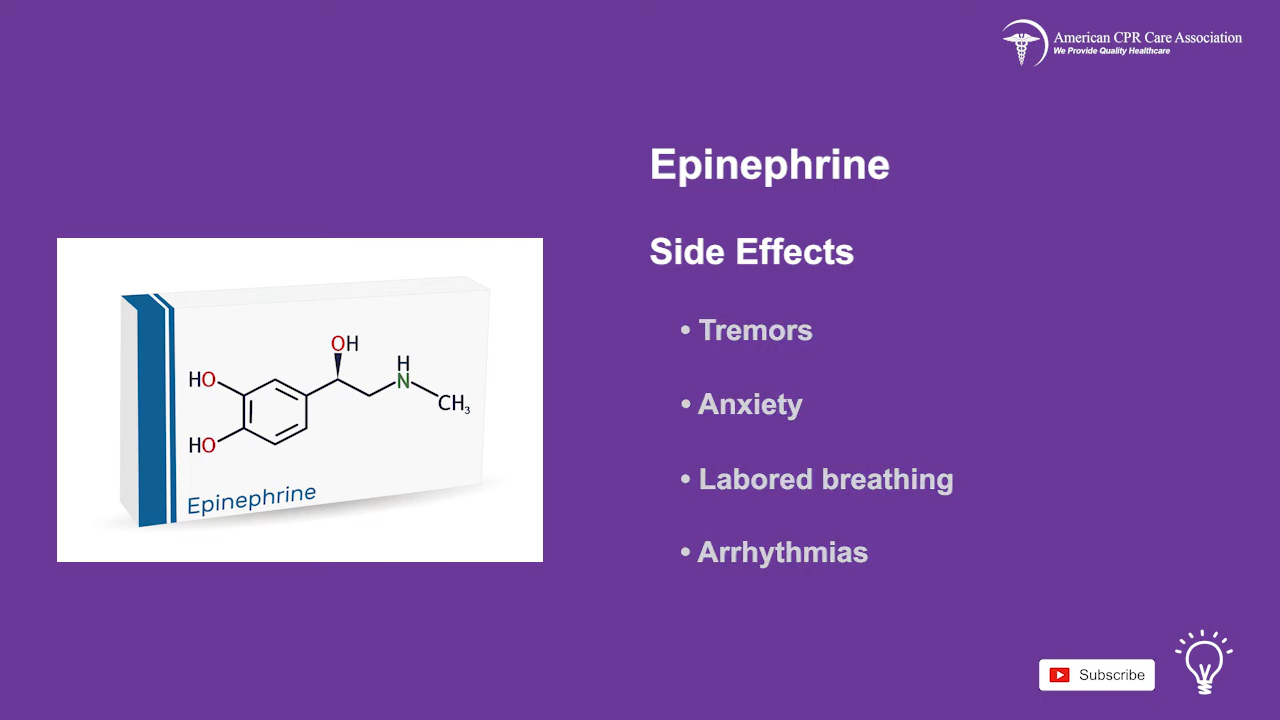 American CPR Care Association
We Provide Quality Healthcare
Epinephrine
Side Effects
• Tremors
• Anxiety
• Labored breathing
• Arrhythmias
OH
H
N
HO
CH₃
HO
Epinephrine
Subscribe